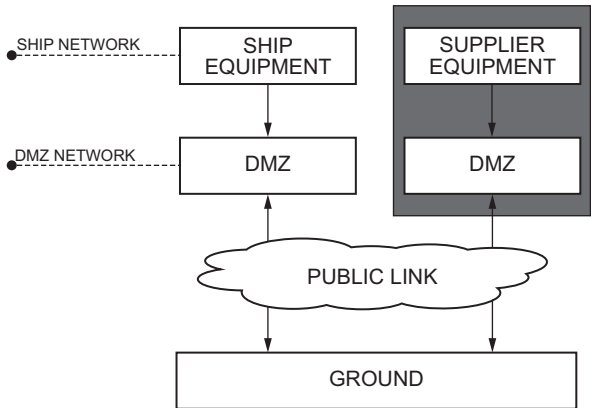 SHIP NETWORK
SHIP
EQUIPMENT
SUPPLIER
EQUIPMENT
DMZ NETWORK
DMZ
DMZ
PUBLIC LINK
GROUND